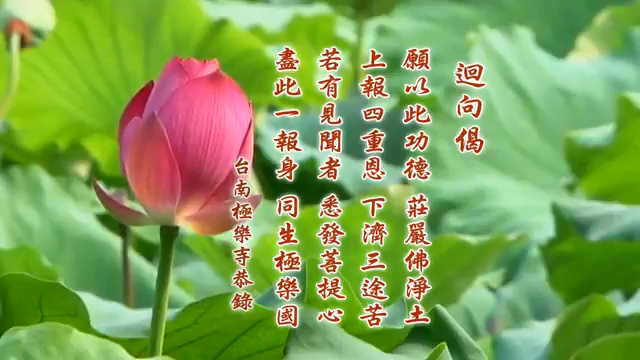 迴向偈
願以此功德 莊嚴佛淨土
上報四重恩 下濟三途苦
若有見聞者 悉發菩提心
盡此一報身 同生極樂國
台南極樂寺恭錄